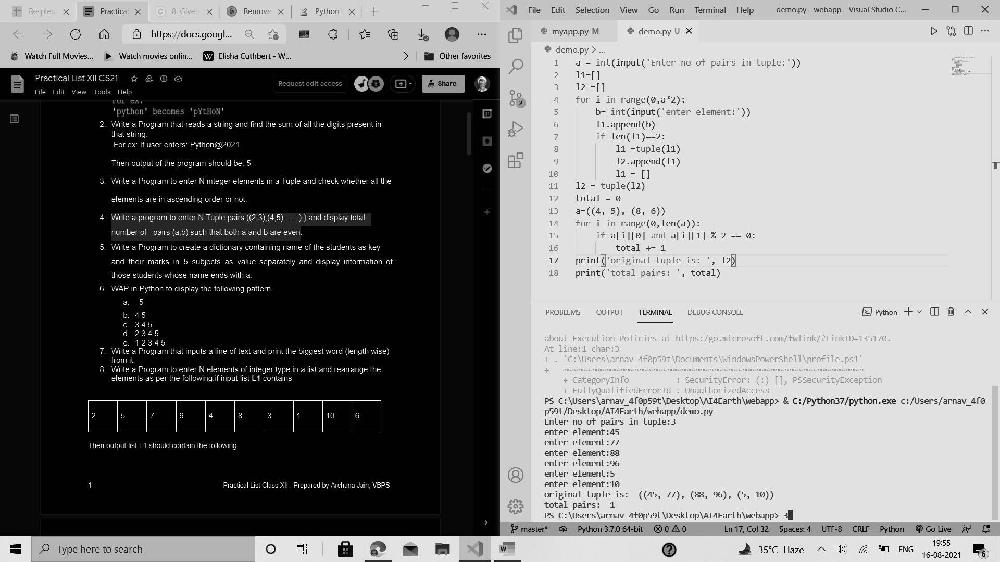 Resplen
Practical
8. Given
Remove
Python
https://docs.googl...
Watch Full Movies...
Watch movies onlin...
W
Elisha Cuthbert - W...
Other favorites
Practical List XII CS21
Request edit access
Share
File Edit View Tools Help
For ex:
'python' becomes 'pYtHoN'
2. Write a Program that reads a string and find the sum of all the digits present in
that string.
For ex: If user enters: Python@2021
Then output of the program should be: 5
3. Write a Program to enter N integer elements in a Tuple and check whether all the
elements are in ascending order or not.
4. Write a program to enter N Tuple pairs ((2,3),(4,5)……) ) and display total
number of pairs (a,b) such that both a and b are even.
5. Write a Program to create a dictionary containing name of the students as key
and their marks in 5 subjects as value separately and display information of
those students whose name ends with a.
6. WAP in Python to display the following pattern.
a. 5
b. 4 5
c. 3 4 5
d. 2 3 4 5
e. 1 2 3 4 5
7. Write a Program that inputs a line of text and print the biggest word (length wise)
from it.
8. Write a Program to enter N elements of integer type in a list and rearrange the
elements as per the following.if input list L1 contains
2 5 7 9 4 8 3 1 10 6
Then output list L1 should contain the following
1
Practical List Class XII : Prepared by Archana Jain, VBPS
31
File Edit Selection View Go Run Terminal Help
demo.py - webapp - Visual Studio C...
myapp.py M
demo.py U
demo.py > ...
2
1 a = int(input('Enter no of pairs in tuple:'))
2 l1=[]
3 l2 =[]
4 for i in range(0,a*2):
5 b= int(input('enter element:'))
6 l1.append(b)
7 if len(l1)==2:
8 l1 =tuple(l1)
9 l2.append(l1)
10 l1 = []
11 l2 = tuple(l2)
12 total = 0
13 a=((4, 5), (8, 6))
14 for i in range(0,len(a)):
15 if a[i][0] and a[i][1] % 2 == 0:
16 total += 1
17 print('original tuple is: ', l2)
18 print('total pairs: ', total)
PROBLEMS OUTPUT TERMINAL DEBUG CONSOLE
Python
about_Execution_Policies at https:/go.microsoft.com/fwlink/?LinkID=135170.
At line:1 char:3
+ . 'C:\Users\arnav_4f0p59t\Documents\WindowsPowerShell\profile.ps1'
+ ~~~~~~~~~~~~~~~~~~~~~~~~~~~~~~~~~~~~~~~~~~~~~~~~~~~~~~~~~~~~~~~~
+ CategoryInfo : SecurityError: (:) [], PSSecurityException
+ FullyQualifiedErrorId : UnauthorizedAccess
PS C:\Users\arnav_4f0p59t\Desktop\AI4Earth\webapp> & C:/Python37/python.exe c:/Users/arnav_4f0
p59t/Desktop/AI4Earth/webapp/demo.py
Enter no of pairs in tuple:3
enter element:45
enter element:77
enter element:88
enter element:96
enter element:5
enter element:10
original tuple is: ((45, 77), (88, 96), (5, 10))
total pairs: 1
PS C:\Users\arnav_4f0p59t\Desktop\AI4Earth\webapp> 3
master* Python 3.7.0 64-bit 0 0
Ln 17, Col 32 Spaces: 4 UTF-8 CRLF Python Go Live
Type here to search
35°C Haze
ENG
19:55
16-08-2021
6